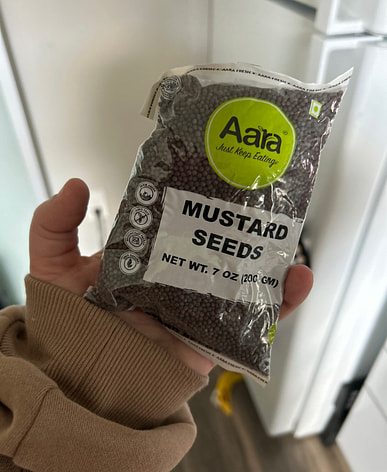 Aara
Just Keep Eating
MUSTARD
SEEDS
NET WT. 7 OZ (200 GM)